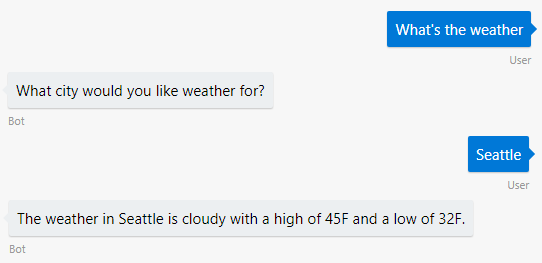 What's the weather
User
What city would you like weather for?
Bot
Seattle
User
The weather in Seattle is cloudy with a high of 45F and a low of 32F.
Bot